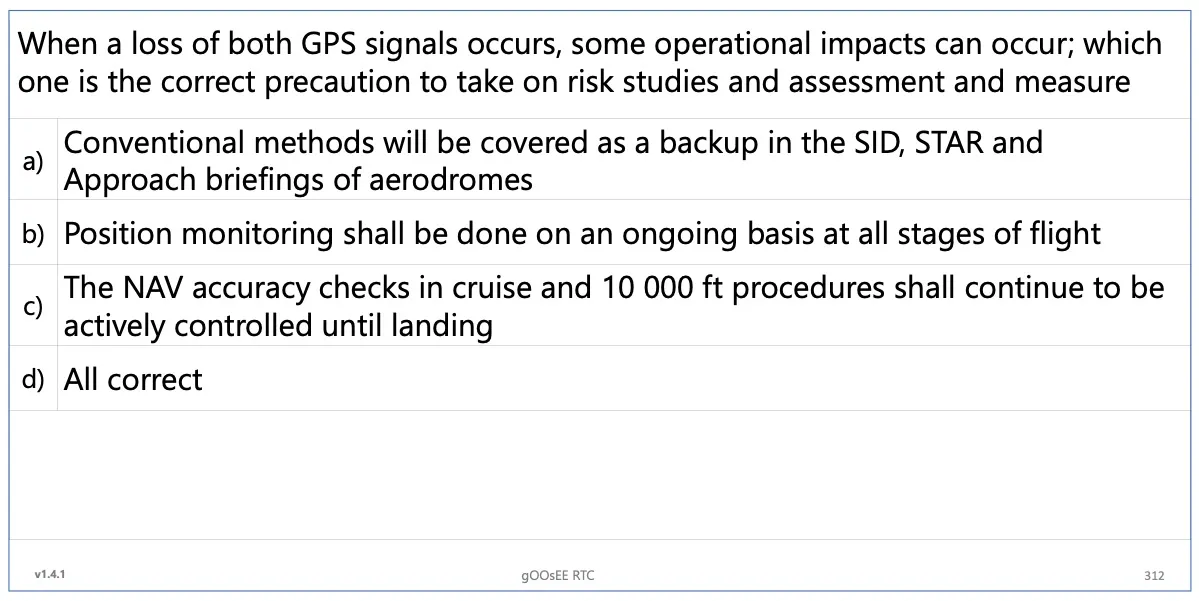 When a loss of both GPS signals occurs, some operational impacts can occur; which
one is the correct precaution to take on risk studies and assessment and measure
a) Conventional methods will be covered as a backup in the SID, STAR and
Approach briefings of aerodromes
b) Position monitoring shall be done on an ongoing basis at all stages of flight
c) The NAV accuracy checks in cruise and 10 000 ft procedures shall continue to be
actively controlled until landing
d) All correct
v1.4.1 gOOsEE RTC 312